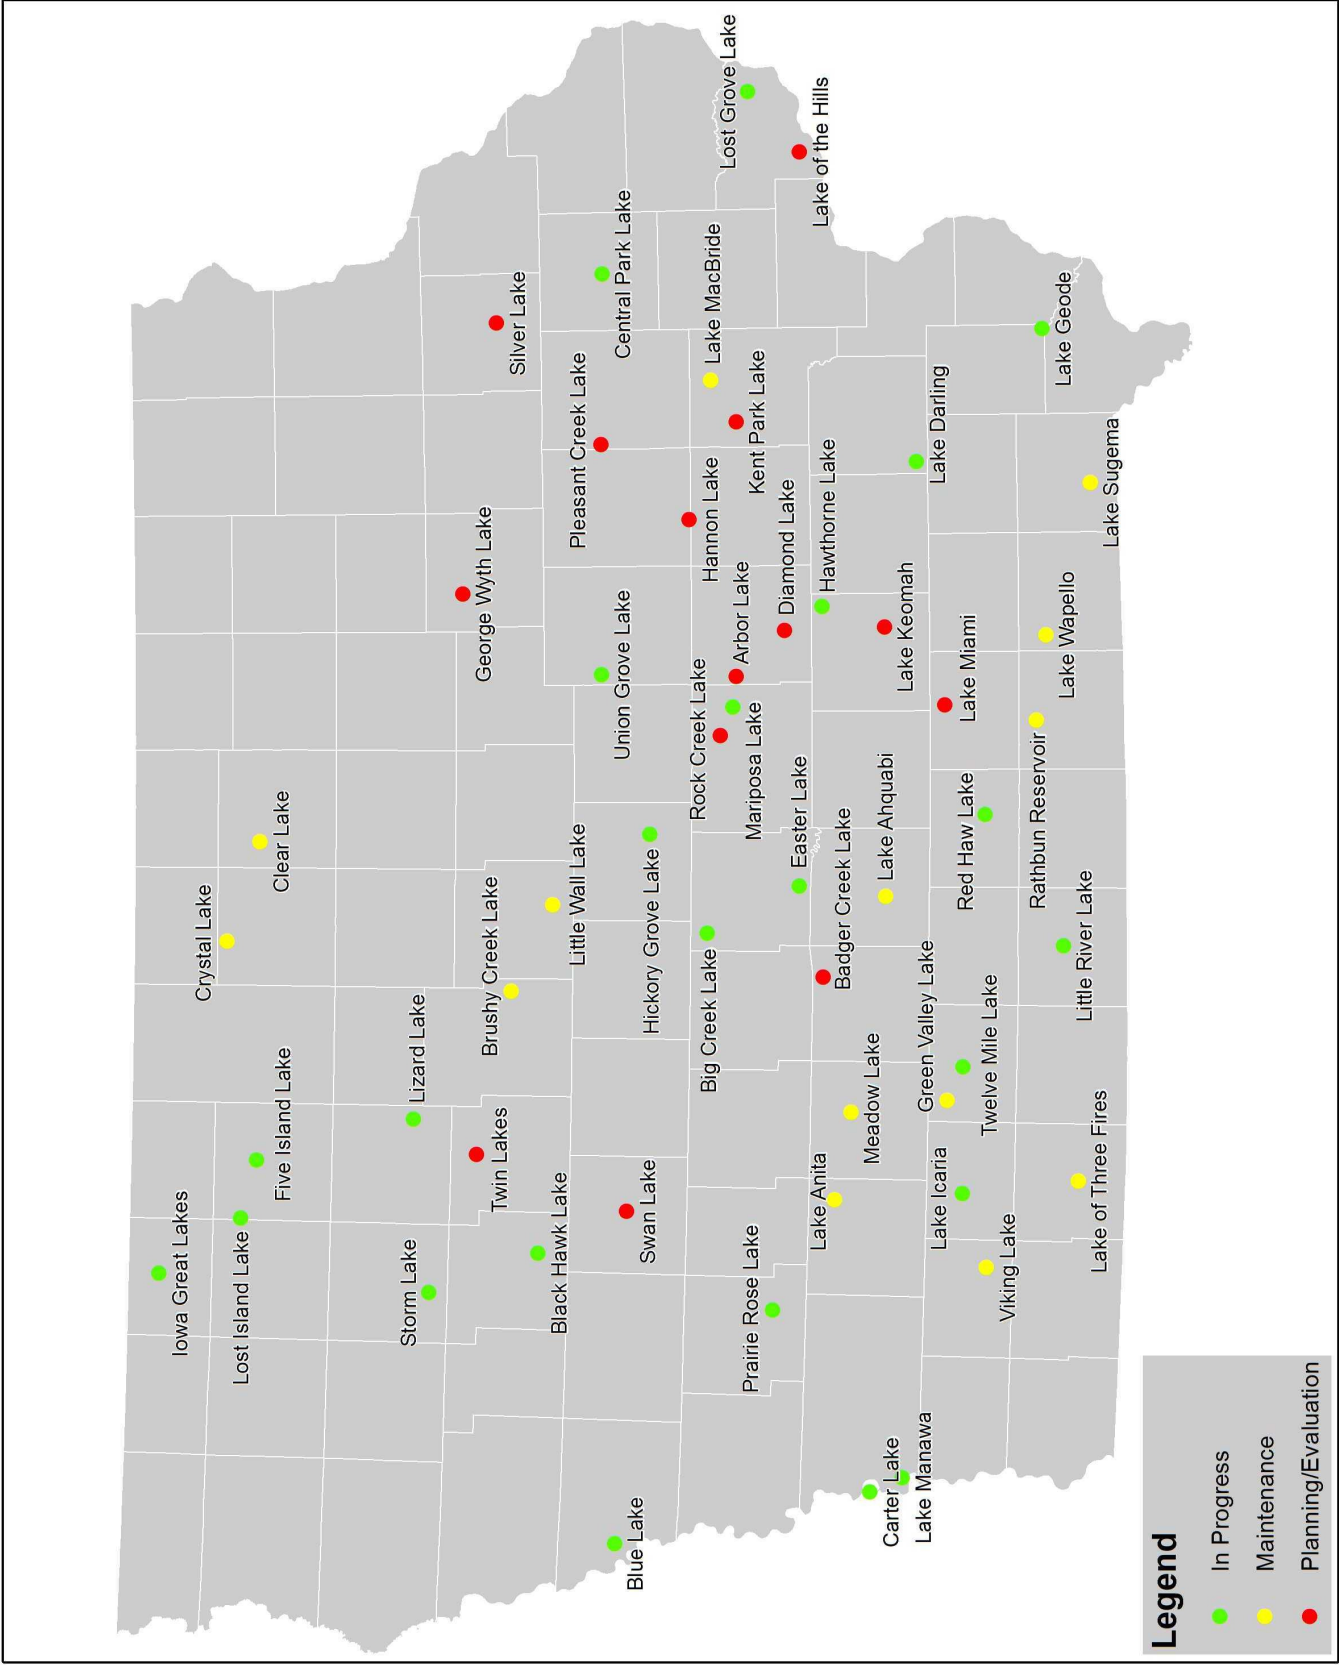 Iowa Great Lakes
Lost Island Lake
Five Island Lake
Crystal Lake
Clear Lake
Storm Lake
Lizard Lake
Twin Lakes
Brushy Creek Lake
George Wyth Lake
Silver Lake
Black Hawk Lake
Little Wall Lake
Blue Lake
Swan Lake
Hickory Grove Lake
Union Grove Lake
Pleasant Creek Lake
Central Park Lake
Big Creek Lake
Rock Creek Lake
Mariposa Lake
Arbor Lake
Hannon Lake
Lake MacBride
Kent Park Lake
Lost Grove Lake
Prairie Rose Lake
Easter Lake
Diamond Lake
Lake of the Hills
Lake Anita
Badger Creek Lake
Hawthorne Lake
Meadow Lake
Lake Ahquabi
Lake Keomah
Carter Lake
Lake Manawa
Lake Darling
Green Valley Lake
Lake Icaria
Twelve Mile Lake
Red Haw Lake
Lake Miami
Viking Lake
Rathbun Reservoir
Lake Wapello
Lake Geode
Lake of Three Fires
Little River Lake
Lake Sugema
Legend
In Progress
Maintenance
Planning/Evaluation